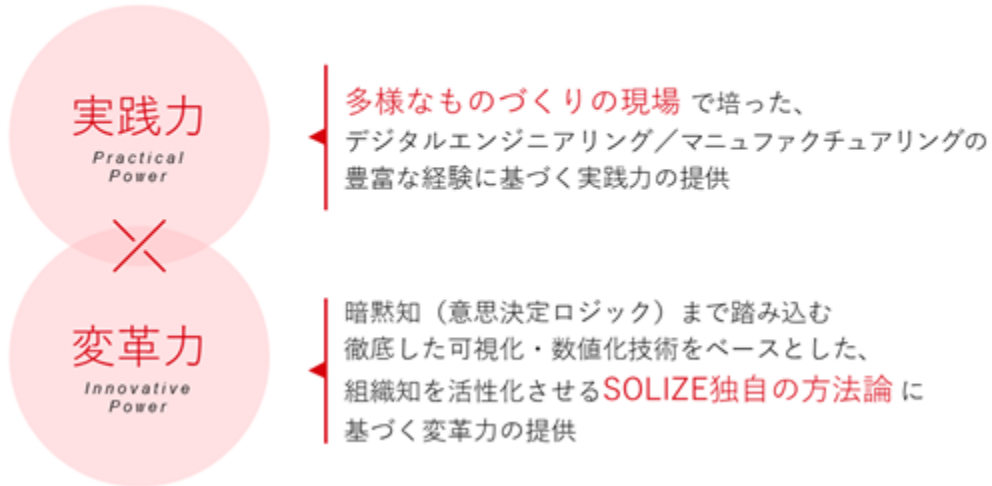 実践力
Practical
Power
多様なものづくりの現場 で培った、
デジタルエンジニアリング／マニュファクチュアリングの
豊富な経験に基づく実践力の提供
変革力
Innovative
Power
暗黙知（意思決定ロジック）まで踏み込む
徹底した可視化・数値化技術をベースとした、
組織知を活性化させるSOLIZE独自の方法論 に
基づく変革力の提供